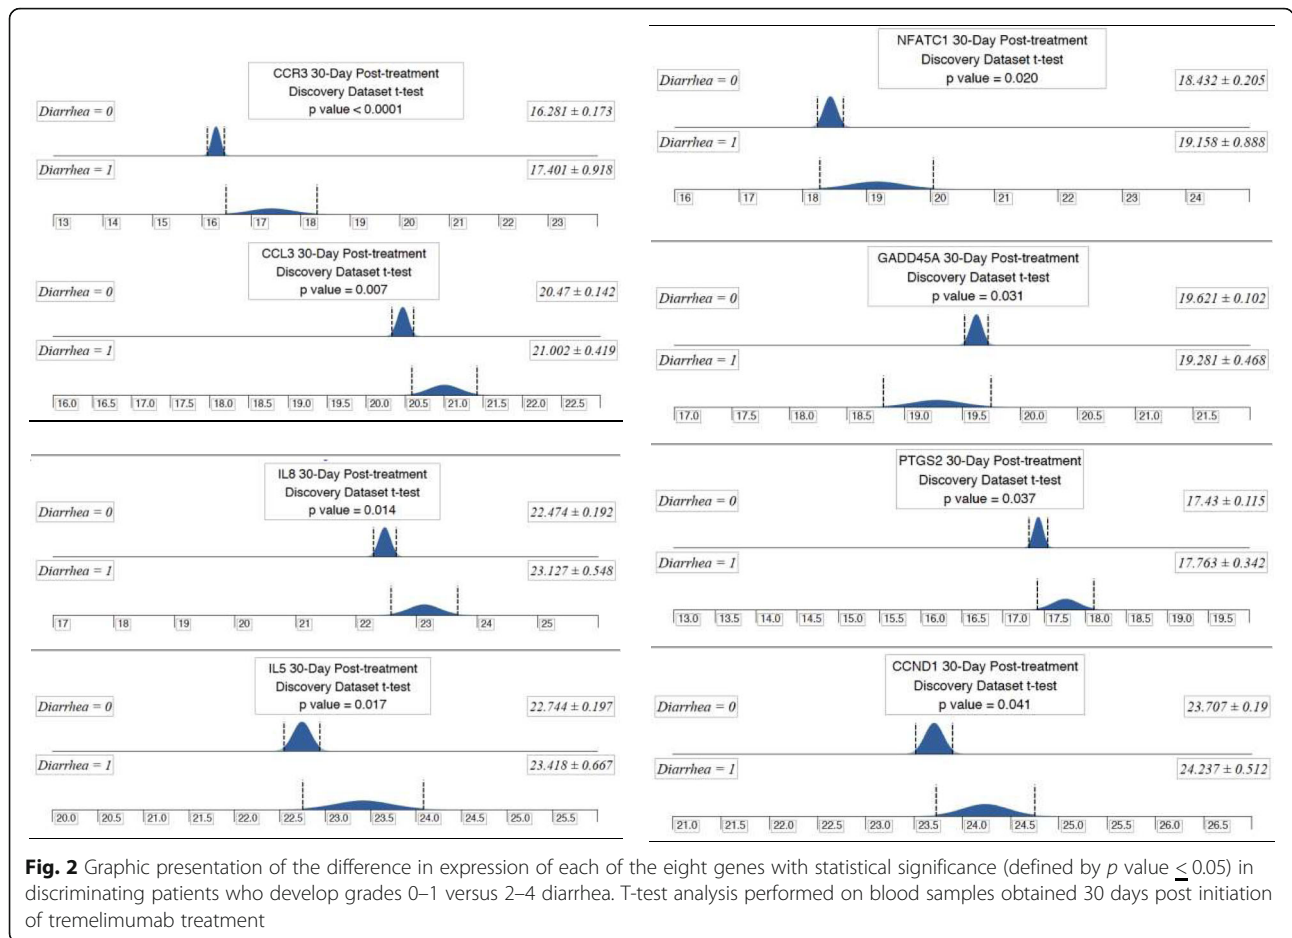 CCR3 30-Day Post-treatment
Discovery Dataset t-test
p value < 0.0001
Diarrhea = 0
16.281 ± 0.173
Diarrhea = 1
17.401 ± 0.918
13 14 15 16 17 18 19 20 21 22 23
CCL3 30-Day Post-treatment
Discovery Dataset t-test
p value = 0.007
Diarrhea = 0
20.47 ± 0.142
Diarrhea = 1
21.002 ± 0.419
16.0 16.5 17.0 17.5 18.0 18.5 19.0 19.5 20.0 20.5 21.0 21.5 22.0 22.5
IL8 30-Day Post-treatment
Discovery Dataset t-test
p value = 0.014
Diarrhea = 0
22.474 ± 0.192
Diarrhea = 1
23.127 ± 0.548
17 18 19 20 21 22 23 24 25
IL5 30-Day Post-treatment
Discovery Dataset t-test
p value = 0.017
Diarrhea = 0
22.744 ± 0.197
Diarrhea = 1
23.418 ± 0.667
20.0 20.5 21.0 21.5 22.0 22.5 23.0 23.5 24.0 24.5 25.0 25.5
NFATC1 30-Day Post-treatment
Discovery Dataset t-test
p value = 0.020
Diarrhea = 0
18.432 ± 0.205
Diarrhea = 1
19.158 ± 0.888
16 17 18 19 20 21 22 23 24
GADD45A 30-Day Post-treatment
Discovery Dataset t-test
p value = 0.031
Diarrhea = 0
19.621 ± 0.102
Diarrhea = 1
19.281 ± 0.468
17.0 17.5 18.0 18.5 19.0 19.5 20.0 20.5 21.0 21.5
PTGS2 30-Day Post-treatment
Discovery Dataset t-test
p value = 0.037
Diarrhea = 0
17.43 ± 0.115
Diarrhea = 1
17.763 ± 0.342
13.0 13.5 14.0 14.5 15.0 15.5 16.0 16.5 17.0 17.5 18.0 18.5 19.0 19.5
CCND1 30-Day Post-treatment
Discovery Dataset t-test
p value = 0.041
Diarrhea = 0
23.707 ± 0.19
Diarrhea = 1
24.237 ± 0.512
21.0 21.5 22.0 22.5 23.0 23.5 24.0 24.5 25.0 25.5 26.0 26.5
Fig. 2 Graphic presentation of the difference in expression of each of the eight genes with statistical significance (defined by p value ≤ 0.05) in
discriminating patients who develop grades 0–1 versus 2–4 diarrhea. T-test analysis performed on blood samples obtained 30 days post initiation
of tremelimumab treatment